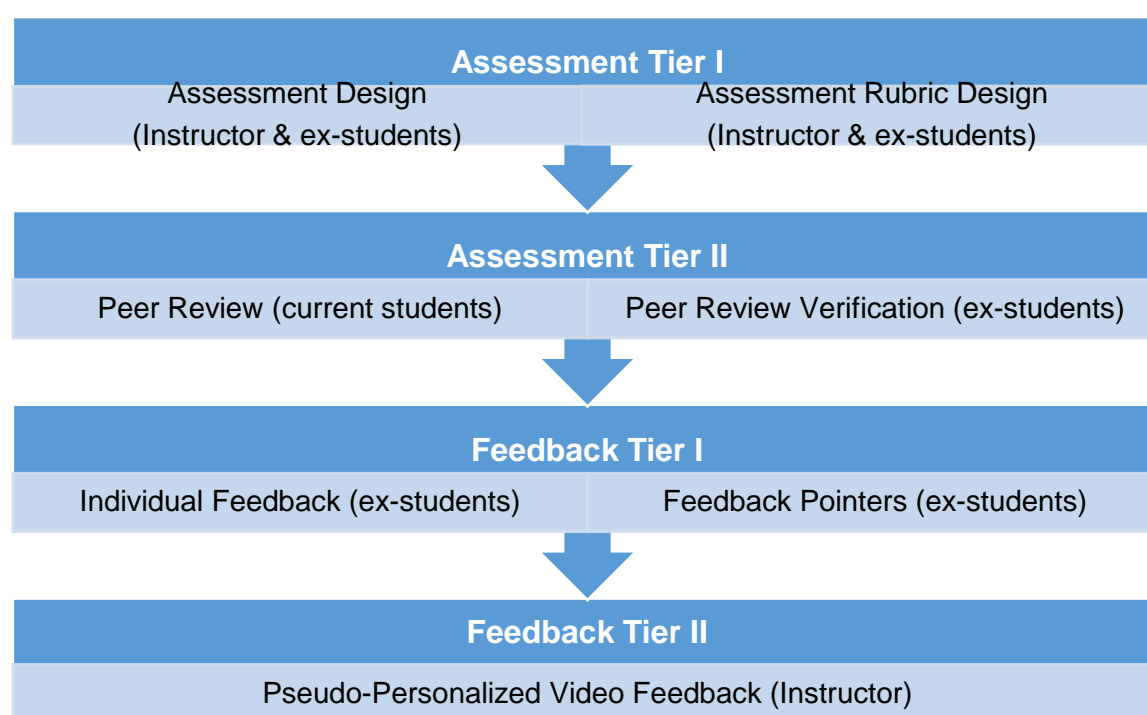 Assessment Tier I
Assessment Design
(Instructor & ex-students)
Assessment Rubric Design
(Instructor & ex-students)
Assessment Tier II
Peer Review (current students)
Peer Review Verification (ex-students)
Feedback Tier I
Individual Feedback (ex-students)
Feedback Pointers (ex-students)
Feedback Tier II
Pseudo-Personalized Video Feedback (Instructor)